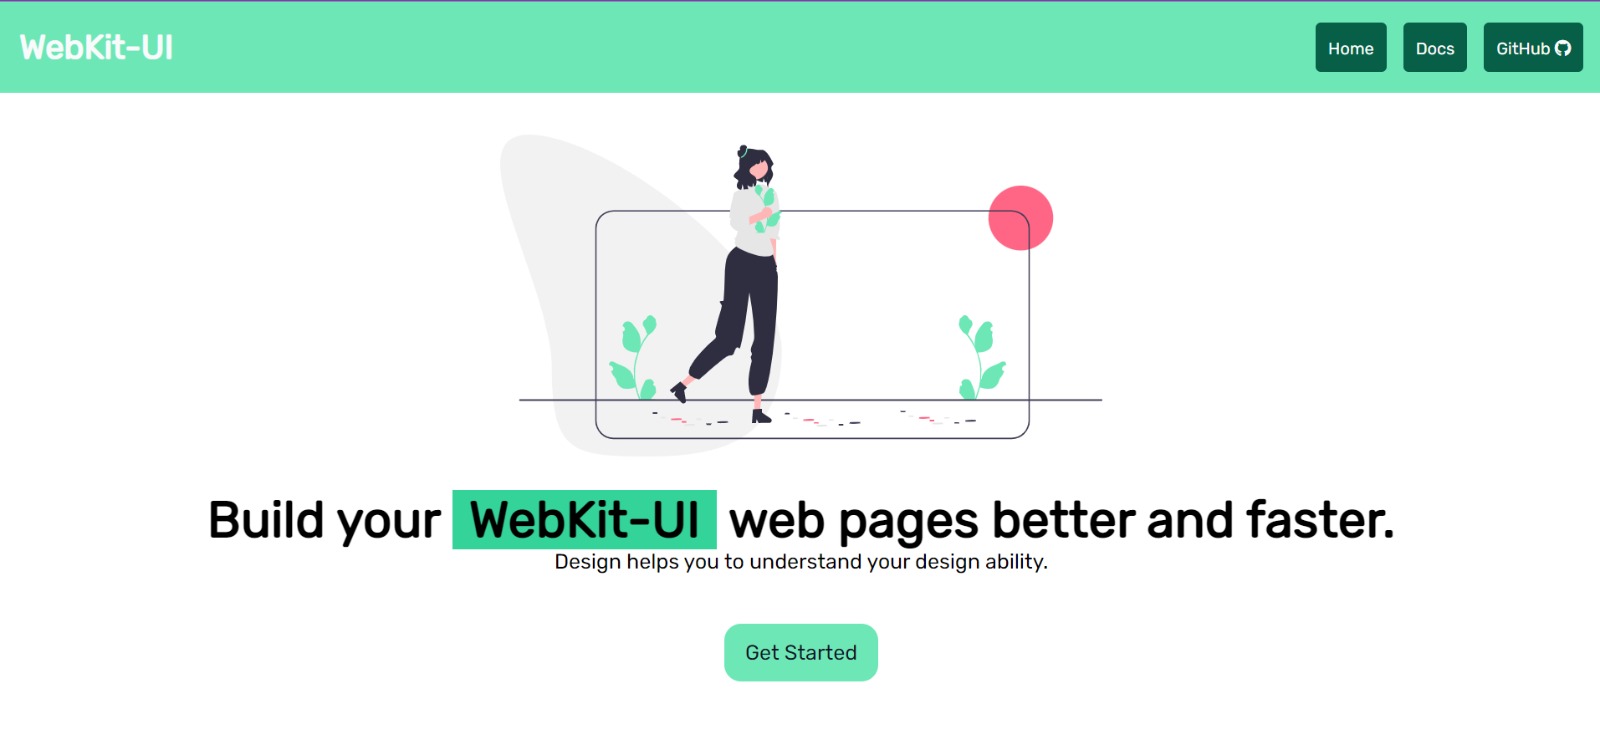 WebKit-UI
Home
Docs
GitHub
Build your WebKit-UI web pages better and faster.
Design helps you to understand your design ability.
Get Started